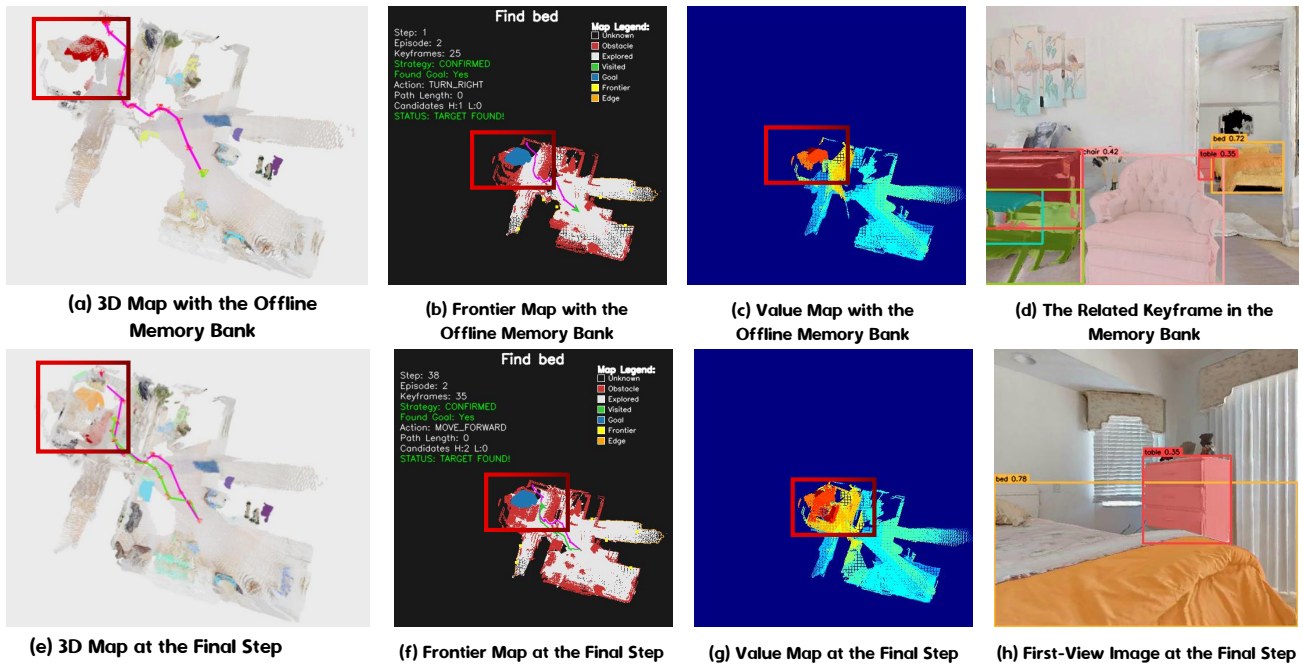 Find bed
Step: 1
Episode: 2
Keyframes: 25
Strategy: CONFIRMED
Found Goal: Yes
Action: TURN_RIGHT
Path Length: 0
Candidates H:1 L:0
STATUS: TARGET FOUND!
Map Legend:
Unknown
Obstacle
Explored
Visited
Goal
Frontier
Edge
bed 0.72
chair 0.42
table 0.35
(a) 3D Map with the Offline
Memory Bank
(b) Frontier Map with the
Offline Memory Bank
(c) Value Map with the
Offline Memory Bank
(d) The Related Keyframe in the
Memory Bank
Find bed
Step: 38
Episode: 2
Keyframes: 35
Strategy: CONFIRMED
Found Goal: Yes
Action: MOVE_FORWARD
Path Length: 0
Candidates H:2 L:0
STATUS: TARGET FOUND!
Map Legend:
Unknown
Obstacle
Explored
Visited
Goal
Frontier
Edge
table 0.35
bed 0.78
(e) 3D Map at the Final Step
(f) Frontier Map at the Final Step
(g) Value Map at the Final Step
(h) First-View Image at the Final Step